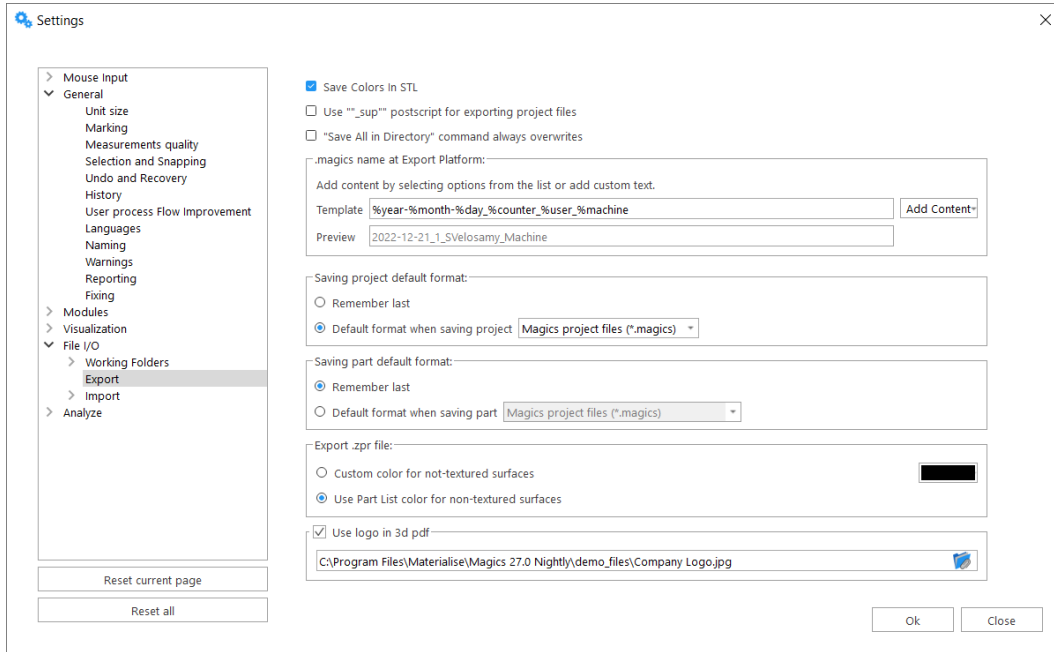 Settings
Mouse Input
General
Unit size
Marking
Measurements quality
Selection and Snapping
Undo and Recovery
History
User process Flow Improvement
Languages
Naming
Warnings
Reporting
Fixing
Modules
Visualization
File I/O
Working Folders
Export
Import
Analyze
Reset current page
Reset all
Save Colors In STL
Use ""_sup"" postscript for exporting project files
"Save All in Directory" command always overwrites
.magics name at Export Platform:
Add content by selecting options from the list or add custom text.
Template %year-%month-%day_%counter_%user_%machine Add Content
Preview 2022-12-21_1_SVelosamy_Machine
Saving project default format:
Remember last
Default format when saving project Magics project files (*.magics)
Saving part default format:
Remember last
Default format when saving part Magics project files (*.magics)
Export .zpr file:
Custom color for not-textured surfaces
Use Part List color for non-textured surfaces
Use logo in 3d pdf
C:\Program Files\Materialise\Magics 27.0 Nightly\demo_files\Company Logo.jpg
Ok Close